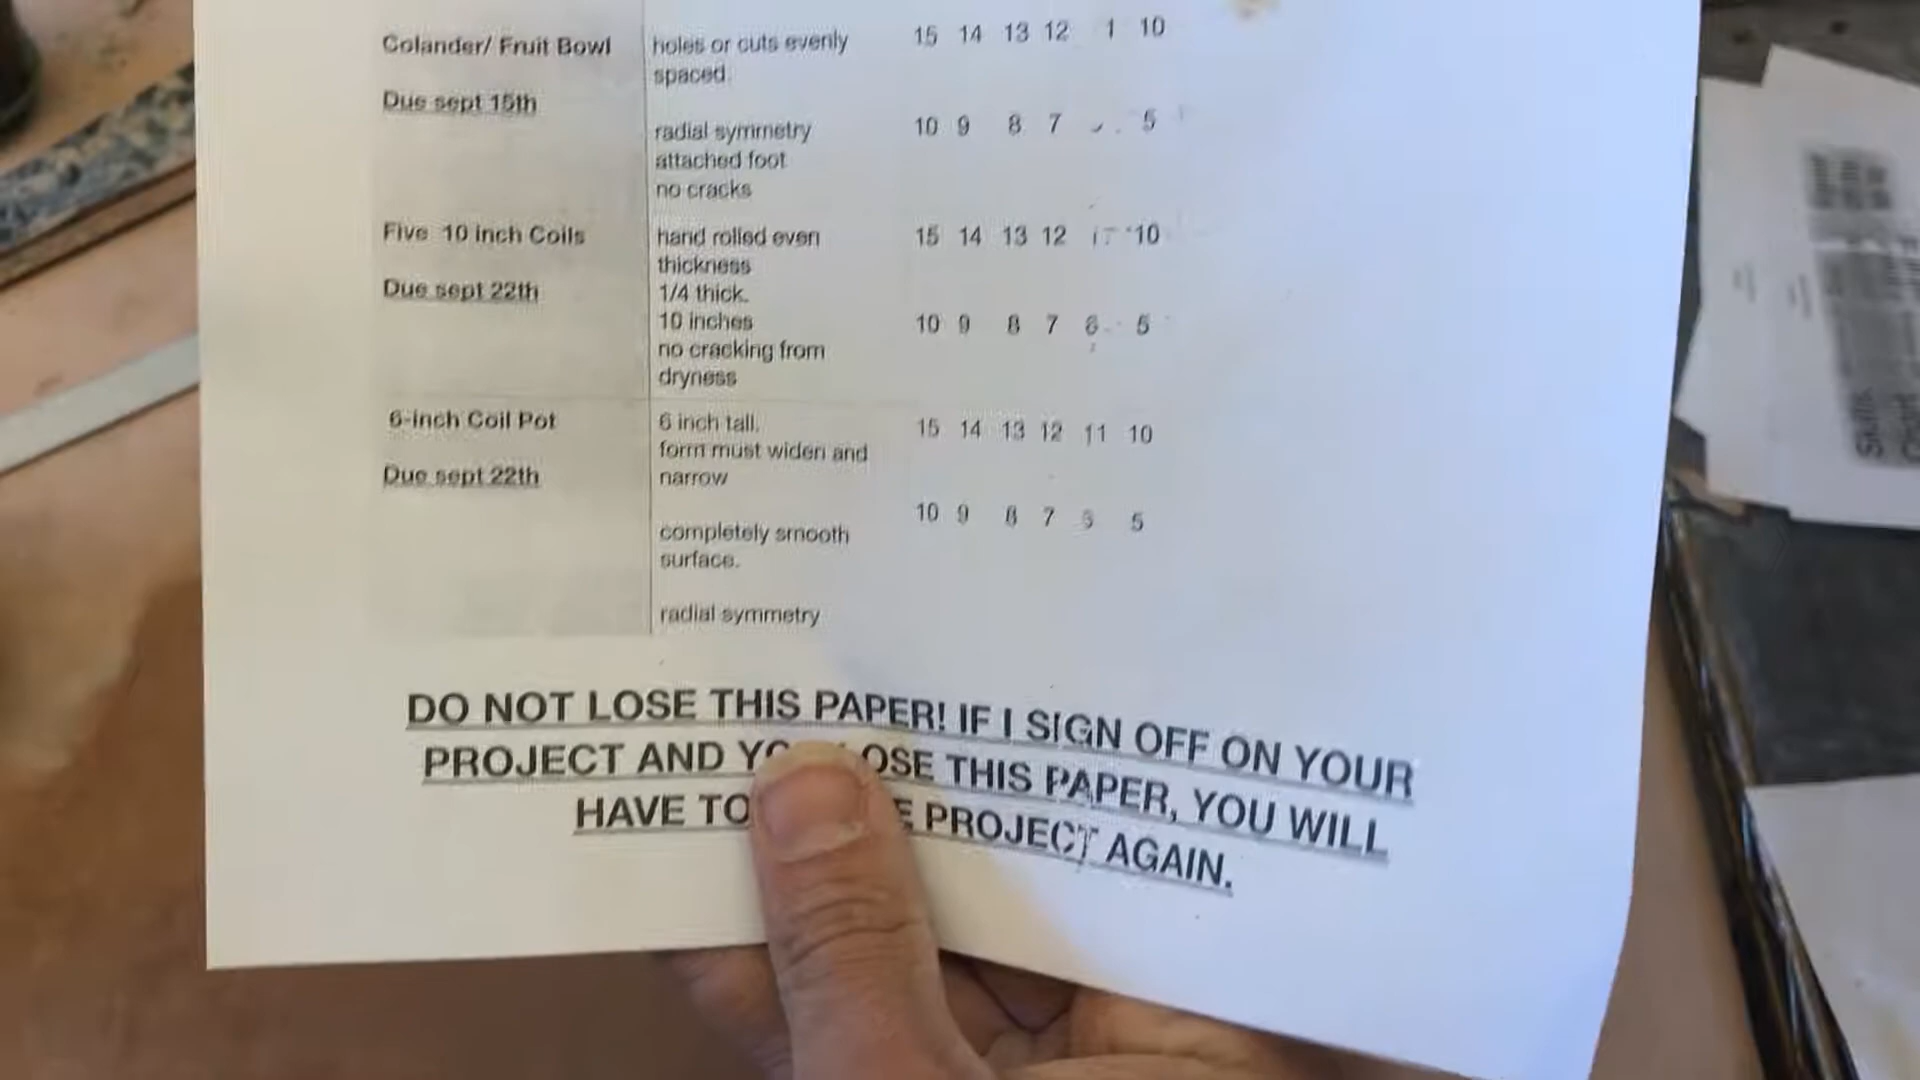 Colander/ Fruit Bowl holes or cuts evenly 15 14 13 12 1 10
spaced.
Due sept 15th
radial symmetry 10 9 8 7 5
attached foot
no cracks
Five 10 inch Coils hand rolled even 15 14 13 12 10
thickness
Due sept 22th 1/4 thick.
10 inches 10 9 8 7 6 5
no cracking from
dryness
6-inch Coil Pot 6 inch tall. 15 14 13 12 11 10
form must widen and
Due sept 22th narrow
10 9 8 7 5
completely smooth
surface.
radial symmetry
DO NOT LOSE THIS PAPER! IF I SIGN OFF ON YOUR
PROJECT AND THIS PAPER, YOU WILL
HAVE TO PROJECT AGAIN.